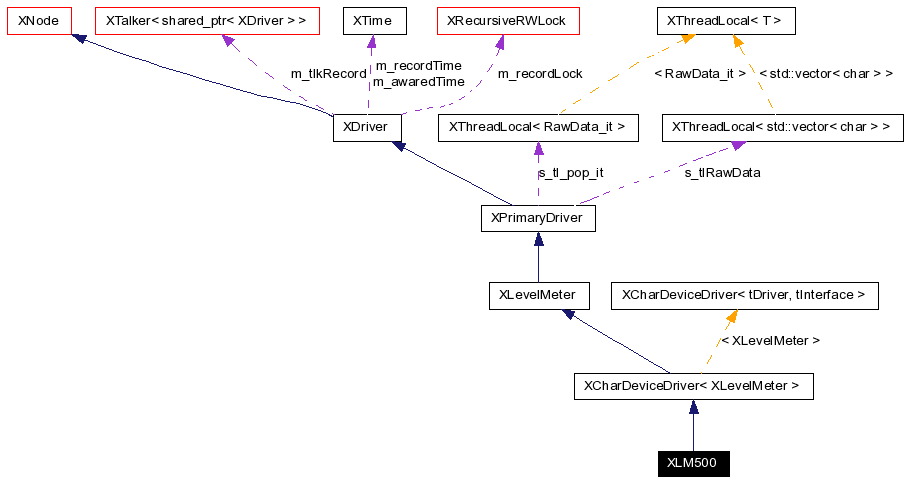 XNode
XTalker< shared_ptr< XDriver > >
XTime
XRecursiveRWLock
XThreadLocal< T >
m_tlkRecord
m_recordTime
m_awaredTime
m_recordLock
< RawData_it >
< std::vector< char > >
XDriver
XThreadLocal< RawData_it >
XThreadLocal< std::vector< char > >
s_tl_pop_it
s_tlRawData
XPrimaryDriver
XLevelMeter
XCharDeviceDriver< tDriver, tInterface >
< XLevelMeter >
XCharDeviceDriver< XLevelMeter >
XLM500